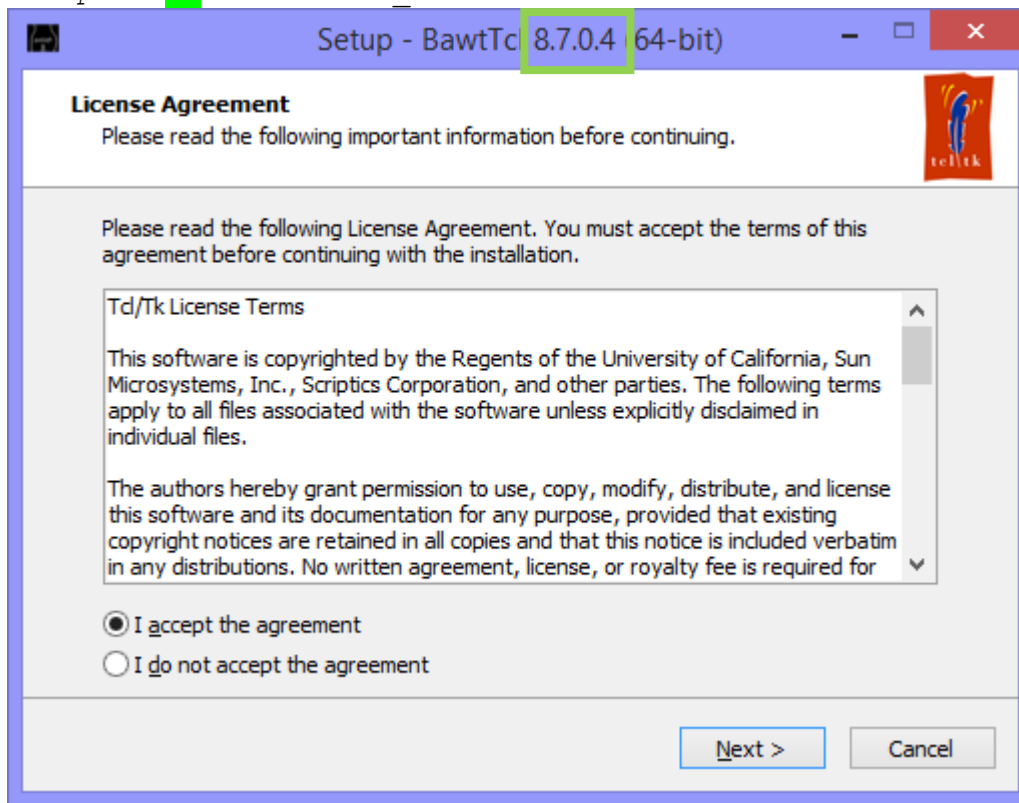 Setup - BawtTcl 8.7.0.4 (64-bit)
License Agreement
Please read the following important information before continuing.
tcl\tk
Please read the following License Agreement. You must accept the terms of this
agreement before continuing with the installation.
Tcl/Tk License Terms
This software is copyrighted by the Regents of the University of California, Sun
Microsystems, Inc., Scriptics Corporation, and other parties. The following terms
apply to all files associated with the software unless explicitly disclaimed in
individual files.
The authors hereby grant permission to use, copy, modify, distribute, and license
this software and its documentation for any purpose, provided that existing
copyright notices are retained in all copies and that this notice is included verbatim
in any distributions. No written agreement, license, or royalty fee is required for
I accept the agreement
I do not accept the agreement
Next >
Cancel